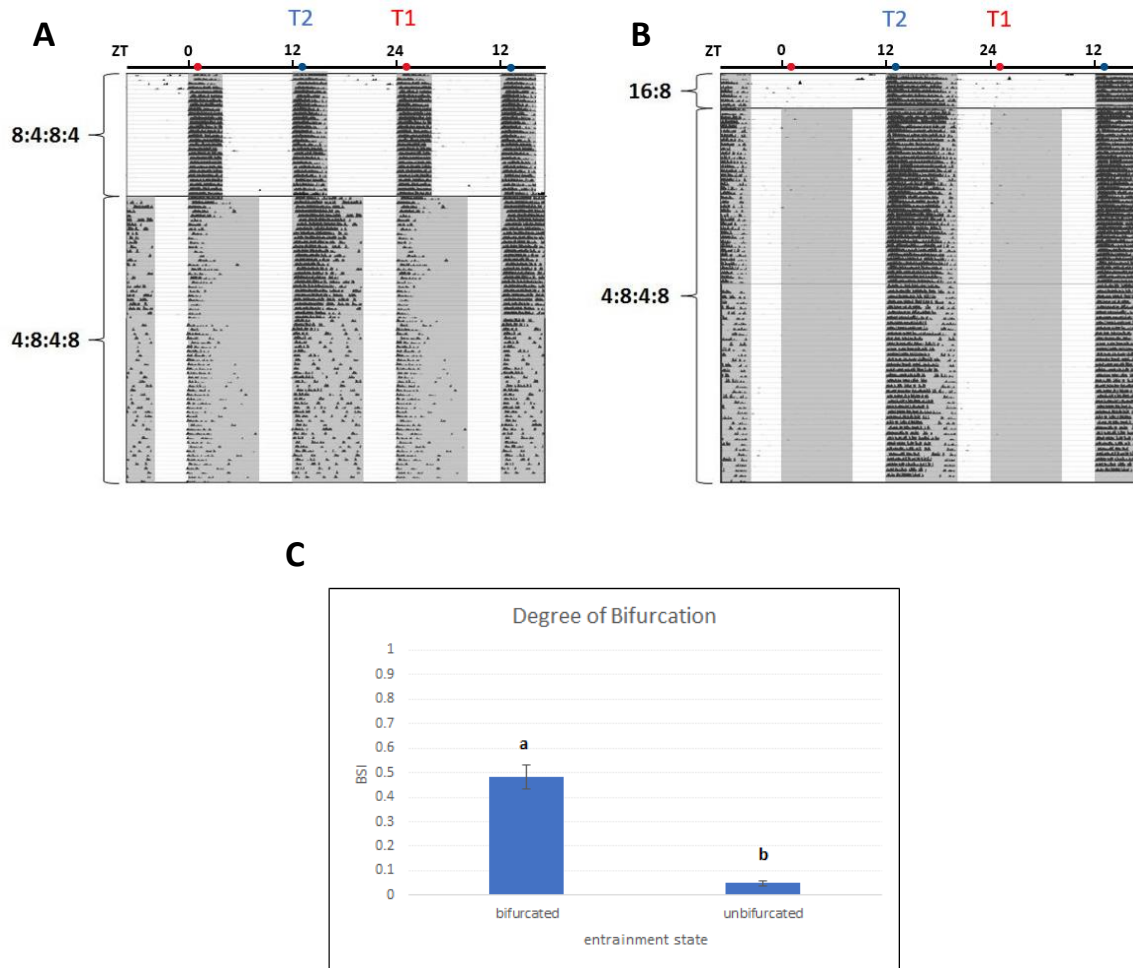 T2 T1
A
ZT 0 12 24 12
8:4:8:4
4:8:4:8
T2 T1
B
ZT 0 12 24 12
16:8
4:8:4:8
C
Degree of Bifurcation
1
0.9
0.8
0.7
0.6
0.5
0.4
0.3
0.2
0.1
0
BSI
a
b
bifurcated unbifurcated
entrainment state